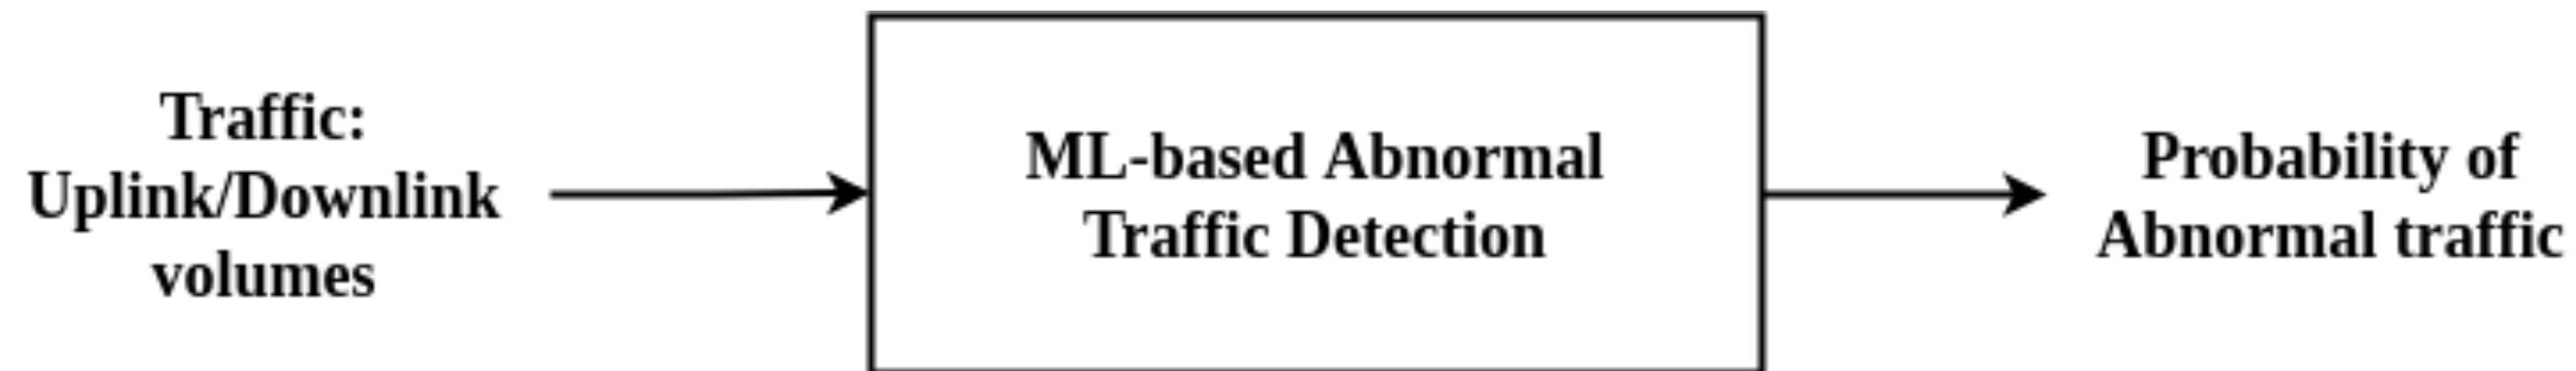 Traffic:
Uplink/Downlink
volumes
ML-based Abnormal
Traffic Detection
Probability of
Abnormal traffic